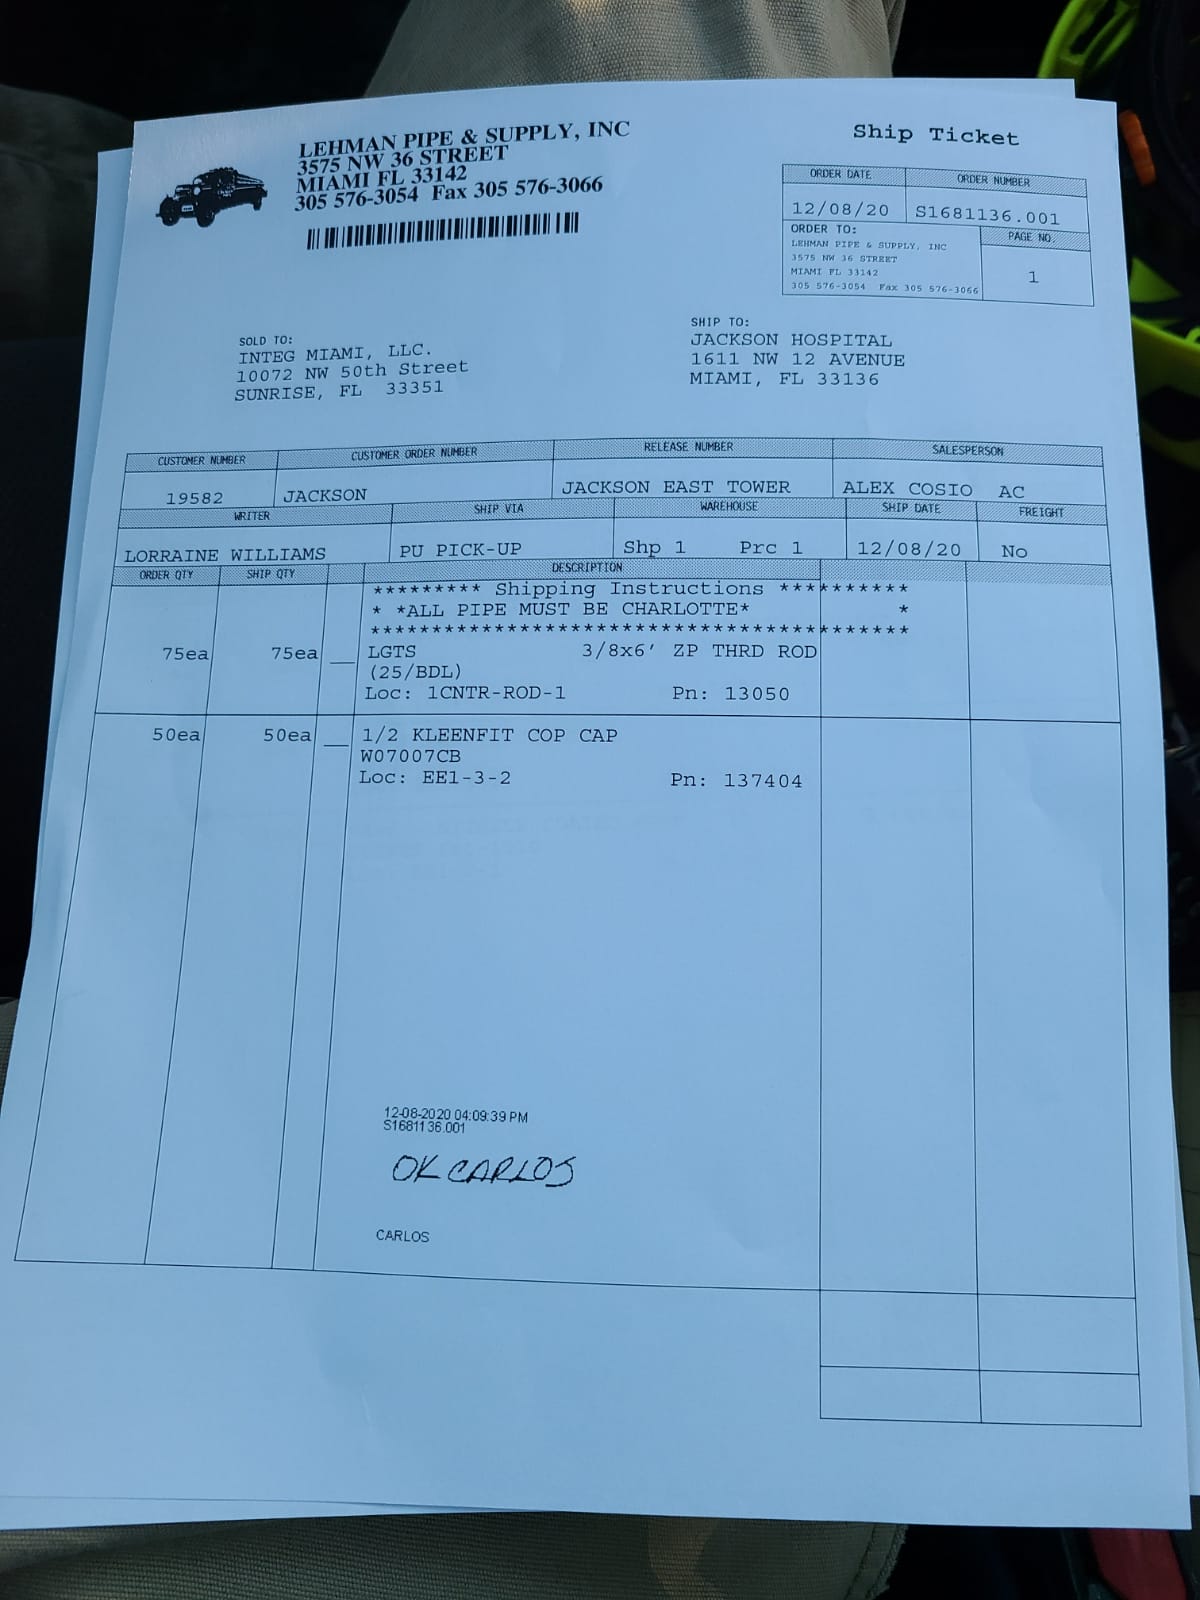 LEHMAN PIPE & SUPPLY, INC
3575 NW 36 STREET
MIAMI FL 33142
305 576-3054 Fax 305 576-3066
Ship Ticket
ORDER DATE ORDER NUMBER
12/08/20 S1681136.001
ORDER TO: PAGE NO.
LEHMAN PIPE & SUPPLY, INC
3575 NW 36 STREET
MIAMI FL 33142 1
305 576-3054 Fax 305 576-3066
SOLD TO:
INTEG MIAMI, LLC.
10072 NW 50th Street
SUNRISE, FL 33351
SHIP TO:
JACKSON HOSPITAL
1611 NW 12 AVENUE
MIAMI, FL 33136
CUSTOMER NUMBER CUSTOMER ORDER NUMBER RELEASE NUMBER SALESPERSON
19582 JACKSON JACKSON EAST TOWER ALEX COSIO AC
WRITER SHIP VIA WAREHOUSE SHIP DATE FREIGHT
LORRAINE WILLIAMS PU PICK-UP Shp 1 Prc 1 12/08/20 No
ORDER QTY SHIP QTY DESCRIPTION
********* Shipping Instructions ***********
* *ALL PIPE MUST BE CHARLOTTE* *
********************************************
75ea 75ea LGTS 3/8x6' ZP THRD ROD
(25/BDL)
Loc: 1CNTR-ROD-1 Pn: 13050
50ea 50ea 1/2 KLEENFIT COP CAP
W07007CB
Loc: EE1-3-2 Pn: 137404
12-08-2020 04:09:39 PM
S1681136.001
OK CARLOS
CARLOS